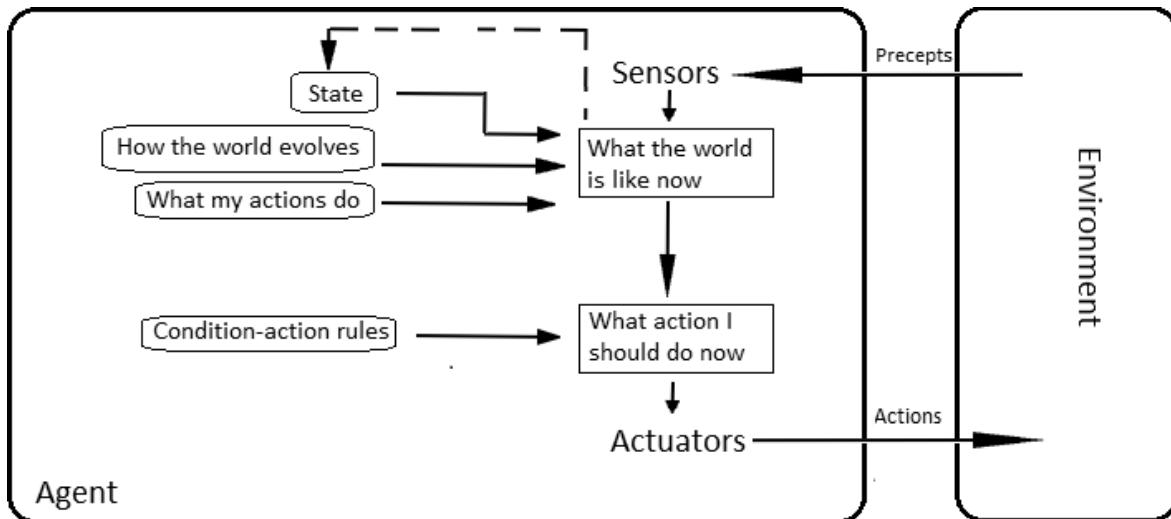 Precepts
Sensors
State
How the world evolves
What the world
is like now
What my actions do
Environment
Condition-action rules
What action I
should do now
Actions
Actuators
Agent